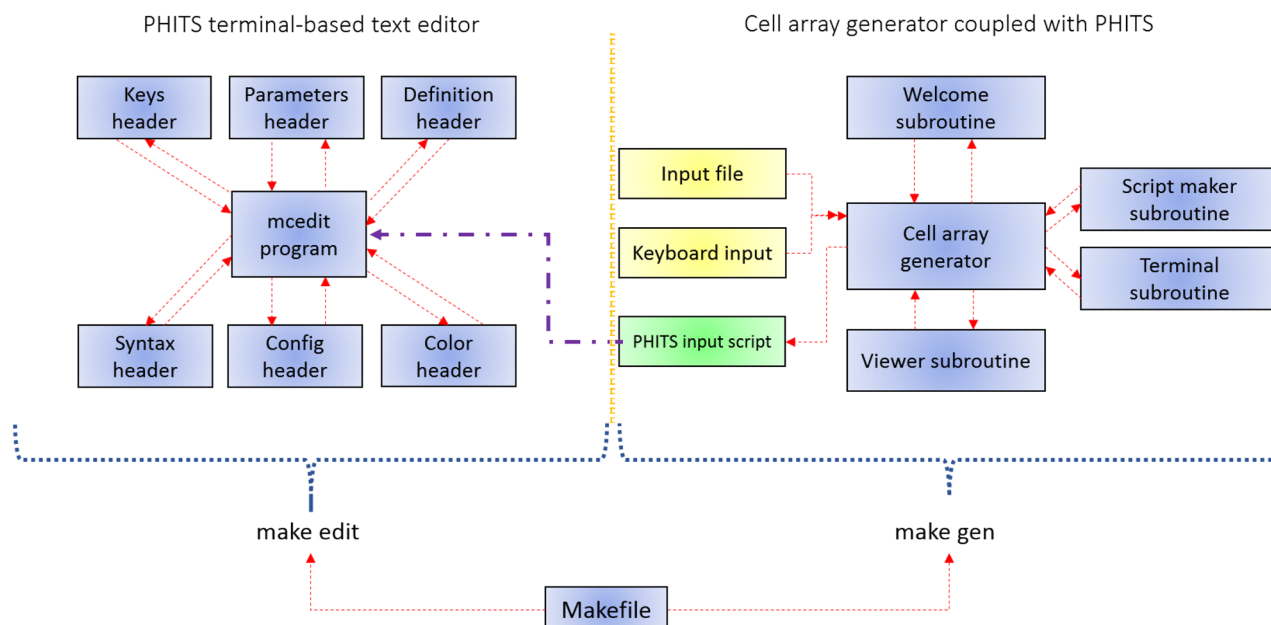 PHITS terminal-based text editor
Cell array generator coupled with PHITS
Keys
header
Parameters
header
Definition
header
mcedit
program
Syntax
header
Config
header
Color
header
Welcome
subroutine
Input file
Keyboard input
PHITS input script
Cell array
generator
Script maker
subroutine
Terminal
subroutine
Viewer subroutine
make edit
make gen
Makefile